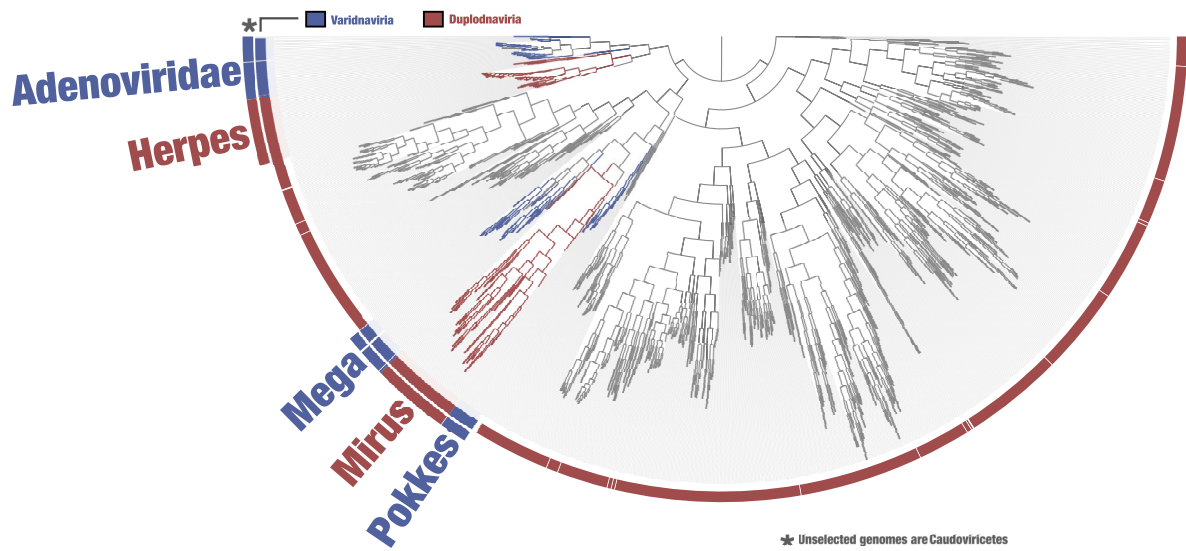 * Varidnaviria Duplodnaviria
Adenoviridae
Herpes
Mega
Mirus
Pokkes
* Unselected genomes are Caudoviricetes